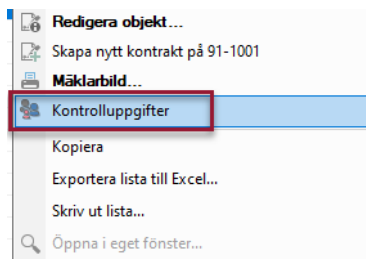 Redigera objekt...
Skapa nytt kontrakt på 91-1001
Mäklarbild...
Kontrolluppgifter
Kopiera
Exportera lista till Excel...
Skriv ut lista...
Öppna i eget fönster...